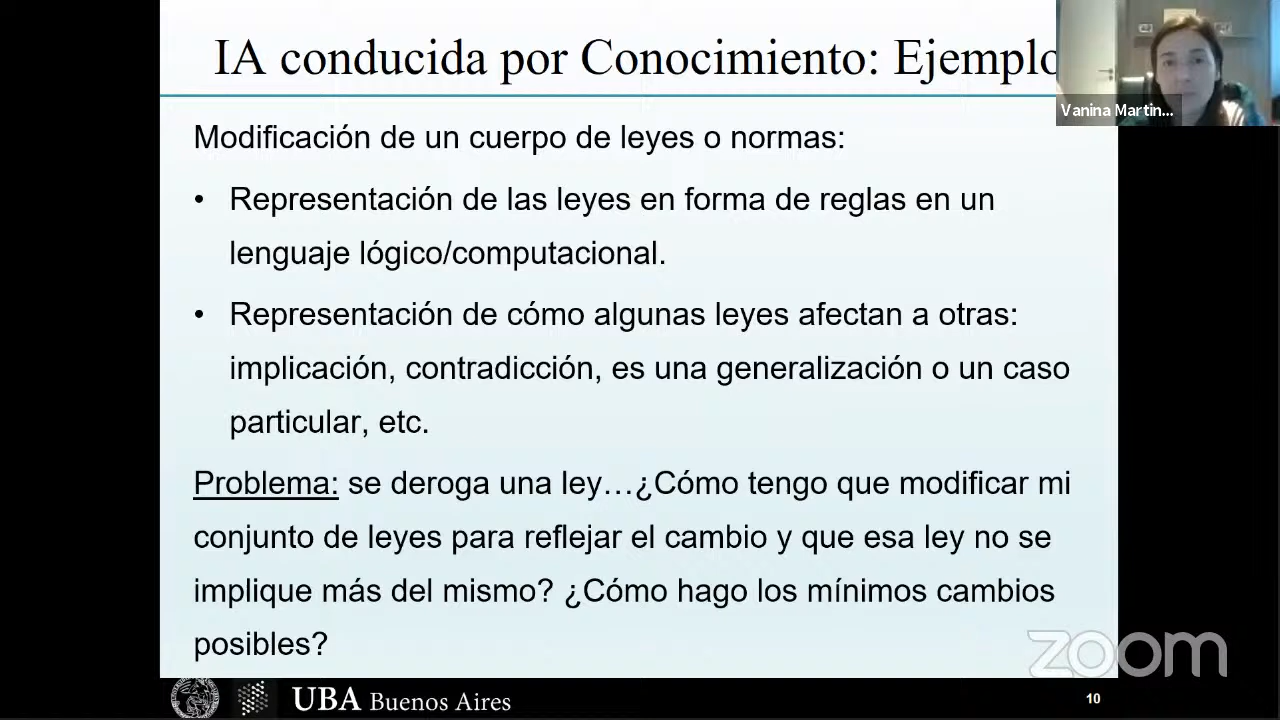 IA conducida por Conocimiento: Ejemplo
Vanina Martin...
Modificación de un cuerpo de leyes o normas:
• Representación de las leyes en forma de reglas en un
lenguaje lógico/computacional.
• Representación de cómo algunas leyes afectan a otras:
implicación, contradicción, es una generalización o un caso
particular, etc.
Problema: se deroga una ley…¿Cómo tengo que modificar mi
conjunto de leyes para reflejar el cambio y que esa ley no se
implique más del mismo? ¿Cómo hago los mínimos cambios
posibles?
zoom
UBA Buenos Aires
10